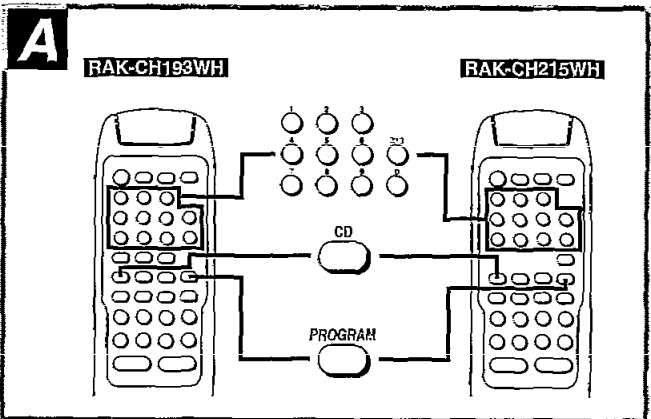 A
RAK-CH193WH
RAK-CH215WH
1 2 3
4 5 6
7 8 9 0
CD
PROGRAM